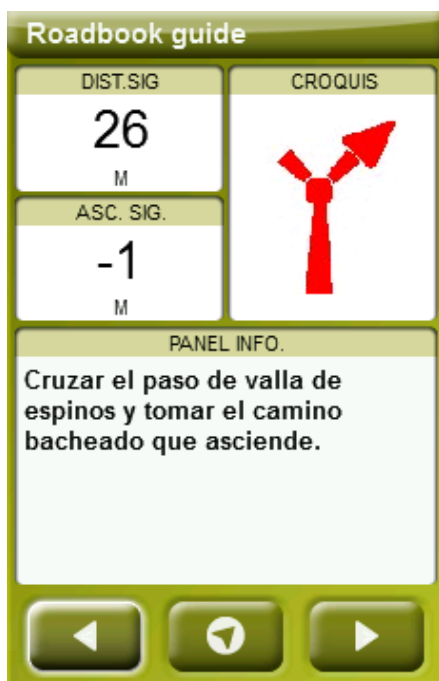 Roadbook guide
DIST.SIG
26
M
CROQUIS
ASC. SIG.
-1
M
PANEL INFO.
Cruzar el paso de valla de
espinos y tomar el camino
bacheado que asciende.